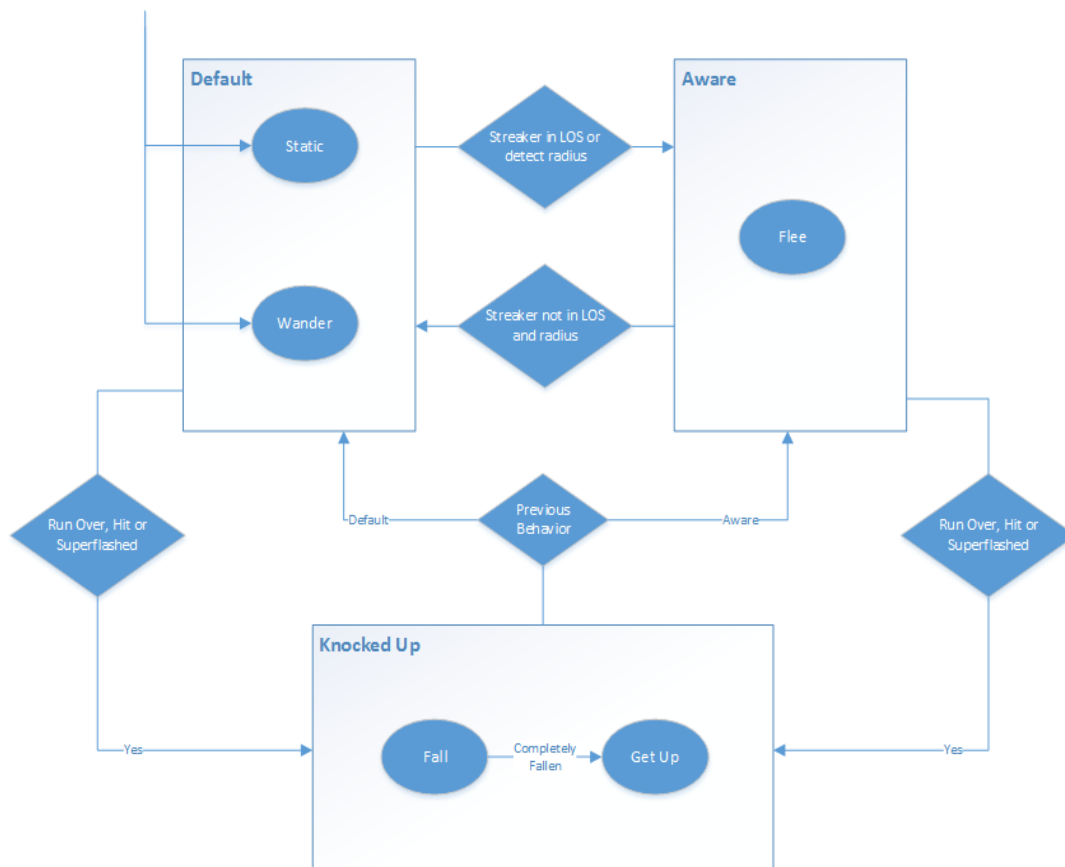 Default
Aware
Static
Streaker in LOS or
detect radius
Flee
Wander
Streaker not in LOS
and radius
Run Over, Hit or
Superflashed
Default
Previous
Behavior
Aware
Run Over, Hit or
Superflashed
Knocked Up
Yes
Fall
Completely
Fallen
Get Up
Yes